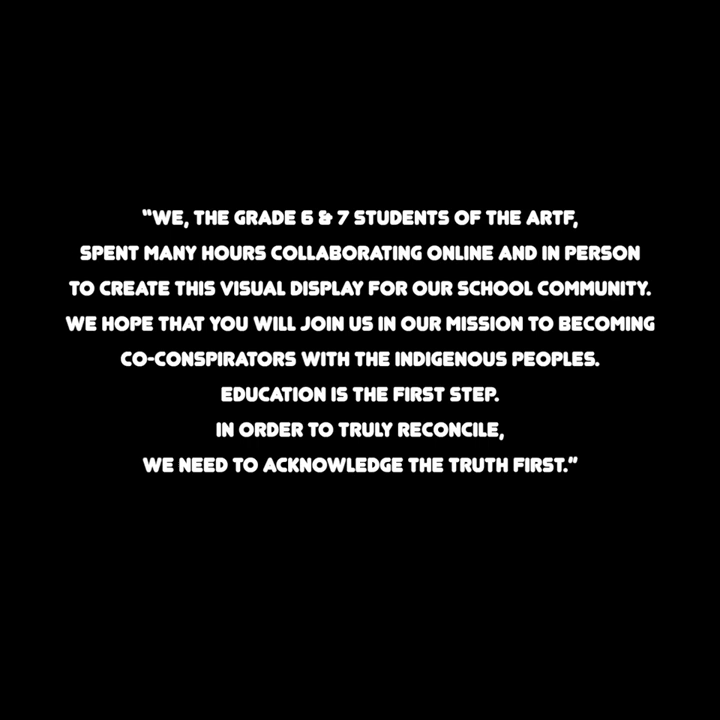 “WE, THE GRADE 6 & 7 STUDENTS OF THE ARTF,
SPENT MANY HOURS COLLABORATING ONLINE AND IN PERSON
TO CREATE THIS VISUAL DISPLAY FOR OUR SCHOOL COMMUNITY.
WE HOPE THAT YOU WILL JOIN US IN OUR MISSION TO BECOMING
CO-CONSPIRATORS WITH THE INDIGENOUS PEOPLES.
EDUCATION IS THE FIRST STEP.
IN ORDER TO TRULY RECONCILE,
WE NEED TO ACKNOWLEDGE THE TRUTH FIRST.”